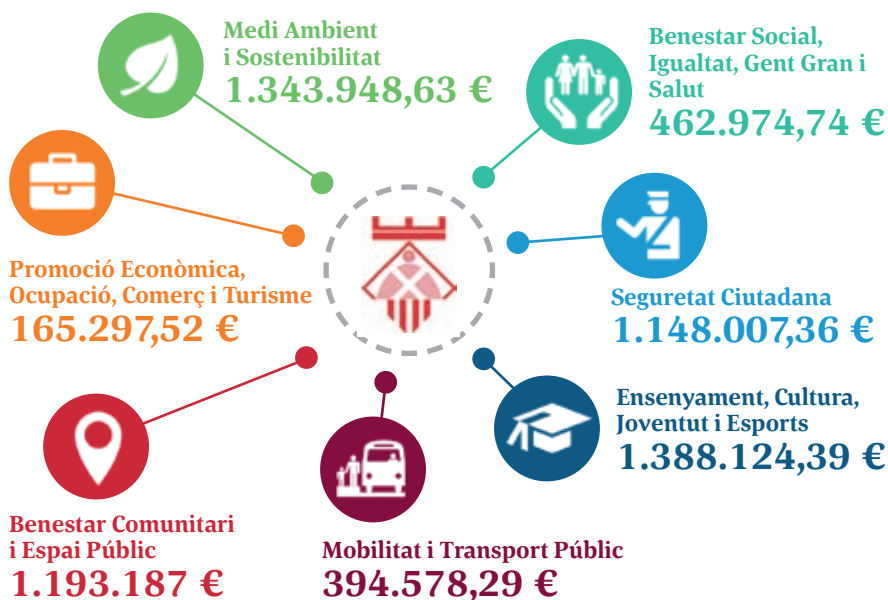 Medi Ambient
i Sostenibilitat
1.343.948,63 €
Benestar Social,
Igualtat, Gent Gran i
Salut
462.974,74 €
Promoció Econòmica,
Ocupació, Comerç i Turisme
165.297,52 €
Seguretat Ciutadana
1.148.007,36 €
Ensenyament, Cultura,
Joventut i Esports
1.388.124,39 €
Benestar Comunitari
i Espai Públic
1.193.187 €
Mobilitat i Transport Públic
394.578,29 €